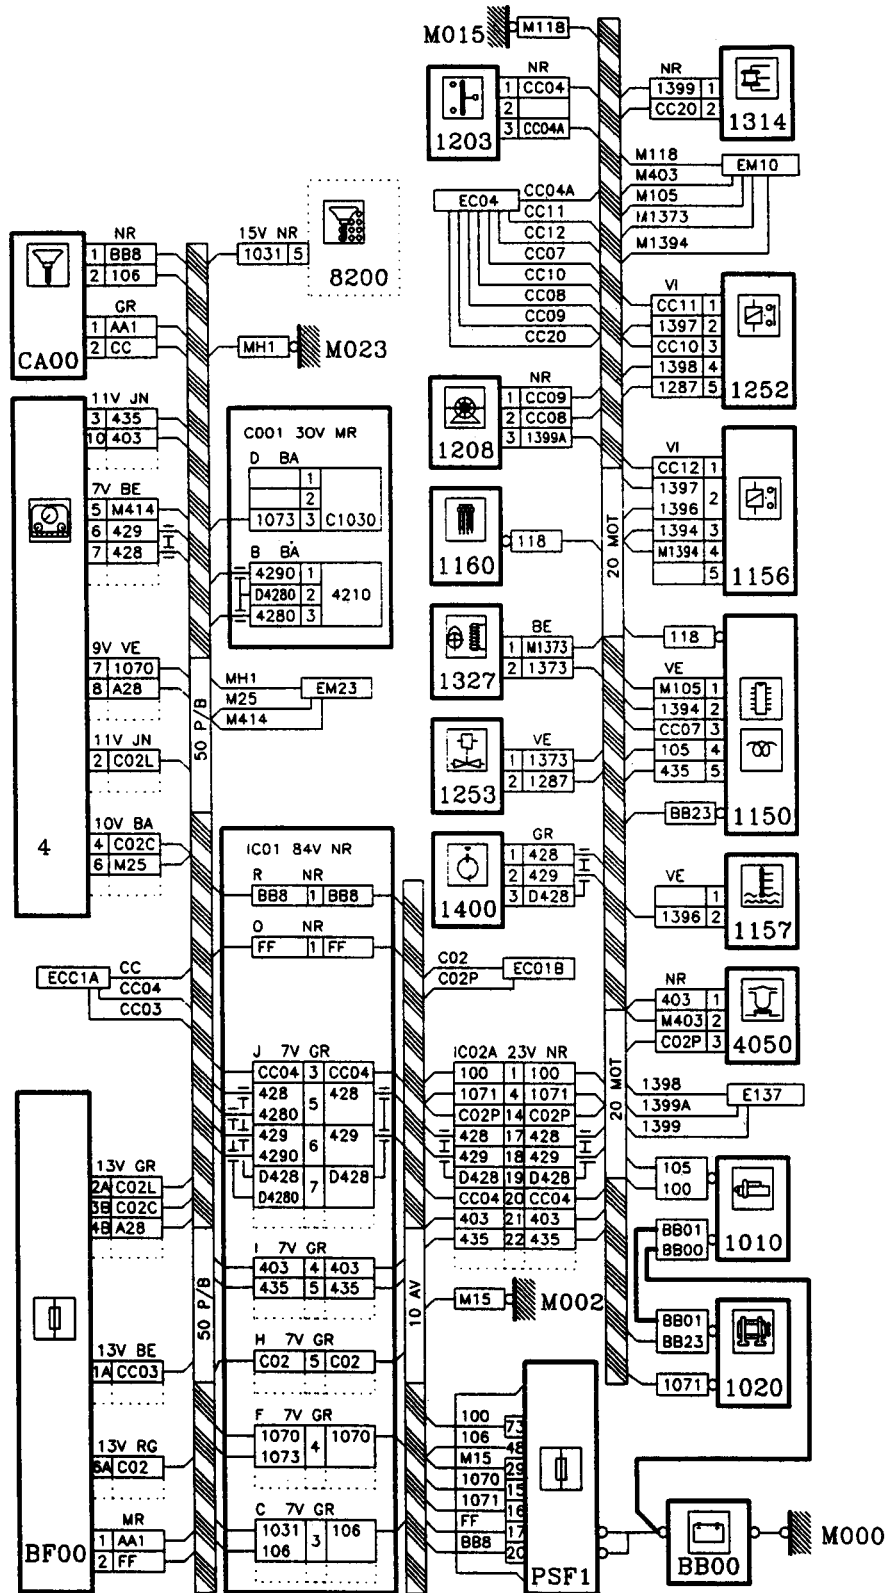 M015
M118
NR
1 CC04
2
3 CC04A
1203
NR
1399 1
CC20 2
1314
M118
M403
M105
M1373
M1394
EM10
EC04
CC04A
CC11
CC12
CC07
CC10
CC08
CC09
CC20
NR
1 BB8
2 106
GR
1 AA1
2 CC
CA00
15V NR
1031 5
8200
MH1
M023
VI
CC11 1
1397 2
CC10 3
1398 4
1287 5
1252
NR
1 CC09
2 CC08
3 1399A
1208
11V JN
3 435
10 403
7V BE
5 M414
6 429
7 428
9V VE
7 1070
8 A28
11V JN
2 C02L
10V BA
4 C02C
6 M25
4
C001 30V MR
D BA
1
2
1073 3 C1030
B BA
4290 1
D4280 2 4210
4280 3
VI
CC12 1
1397
2
1396
1394 3
M1394 4
5
1156
20 MOT
118
1160
BE
1 M1373
2 1373
1327
118
VE
M105 1
1394 2
CC07 3
105 4
435 5
BB23
1150
MH1
M25
M414
EM23
50 P/B
VE
1 1373
2 1287
1253
GR
1 428
2 429
3 D428
1400
VE
1
1396 2
1157
IC01 84V NR
R NR
BB8 1 BB8
O NR
FF 1 FF
ECC1A
CC
CC04
CC03
C02
C02P
EC01B
NR
403 1
M403 2
C02P 3
4050
J 7V GR
CC04 3 CC04
428
5 428
4280
429
6 429
4290
D428
7 D428
D4280
IC02A 23V NR
100 1 100
1071 4 1071
C02P 14 C02P
428 17 428
429 18 429
D428 19 D428
CC04 20 CC04
403 21 403
435 22 435
20 MOT
1398
1399A
1399
E137
13V GR
2A C02L
3B C02C
4B A28
13V BE
1A CC03
13V RG
6A C02
MR
1 AA1
2 FF
BF00
50 P/B
I 7V GR
403 4 403
435 5 435
H 7V GR
C02 5 C02
F 7V GR
1070
4 1070
1073
C 7V GR
1031
3 106
106
10 AV
M15
M002
105
100
BB01
BB00
1010
BB01
BB23
1071
1020
100 73
106 48
M15 29
1070 15
1071 16
FF 17
BB8 20
PSF1
BB00
M000